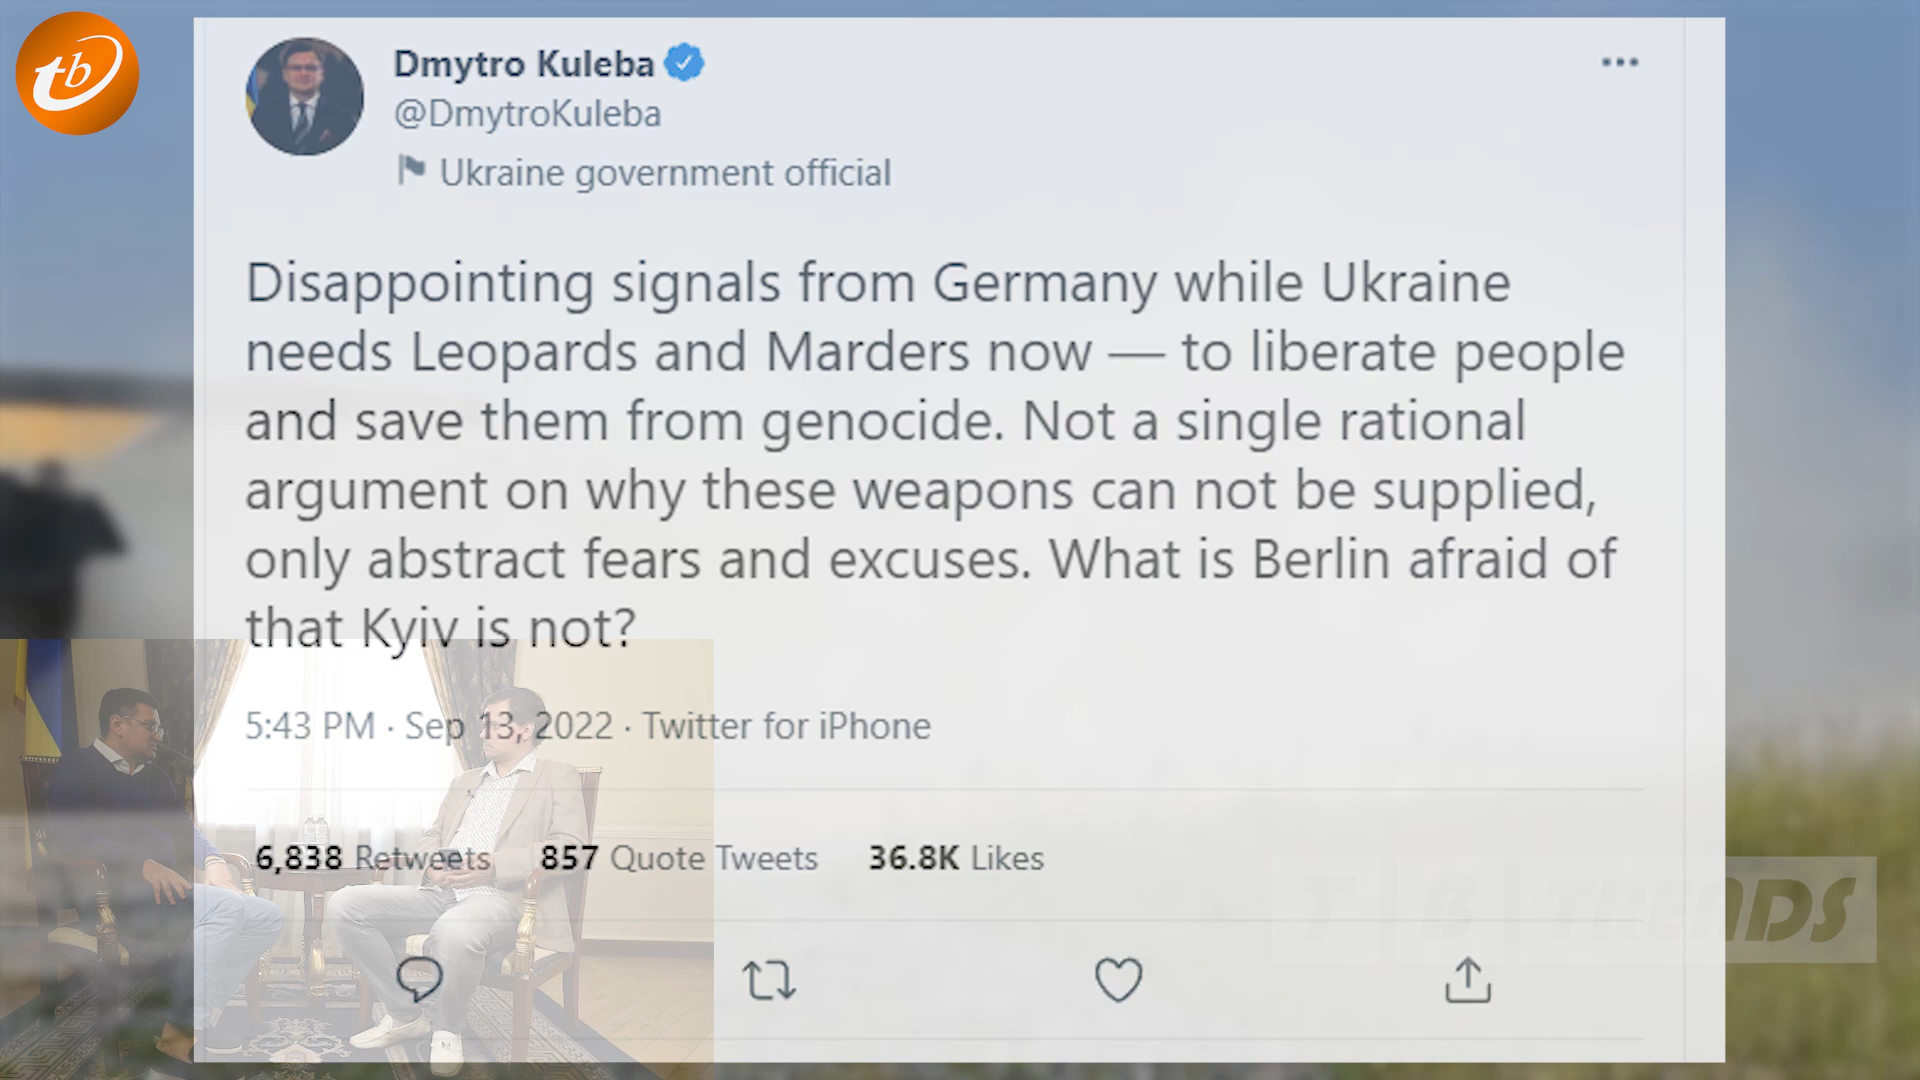 tb
Dmytro Kuleba
@DmytroKuleba
Ukraine government official
Disappointing signals from Germany while Ukraine
needs Leopards and Marders now — to liberate people
and save them from genocide. Not a single rational
argument on why these weapons can not be supplied,
only abstract fears and excuses. What is Berlin afraid of
that Kyiv is not?
5:43 PM · Sep 13, 2022 · Twitter for iPhone
6,838 Retweets 857 Quote Tweets 36.8K Likes
T B TRENDS